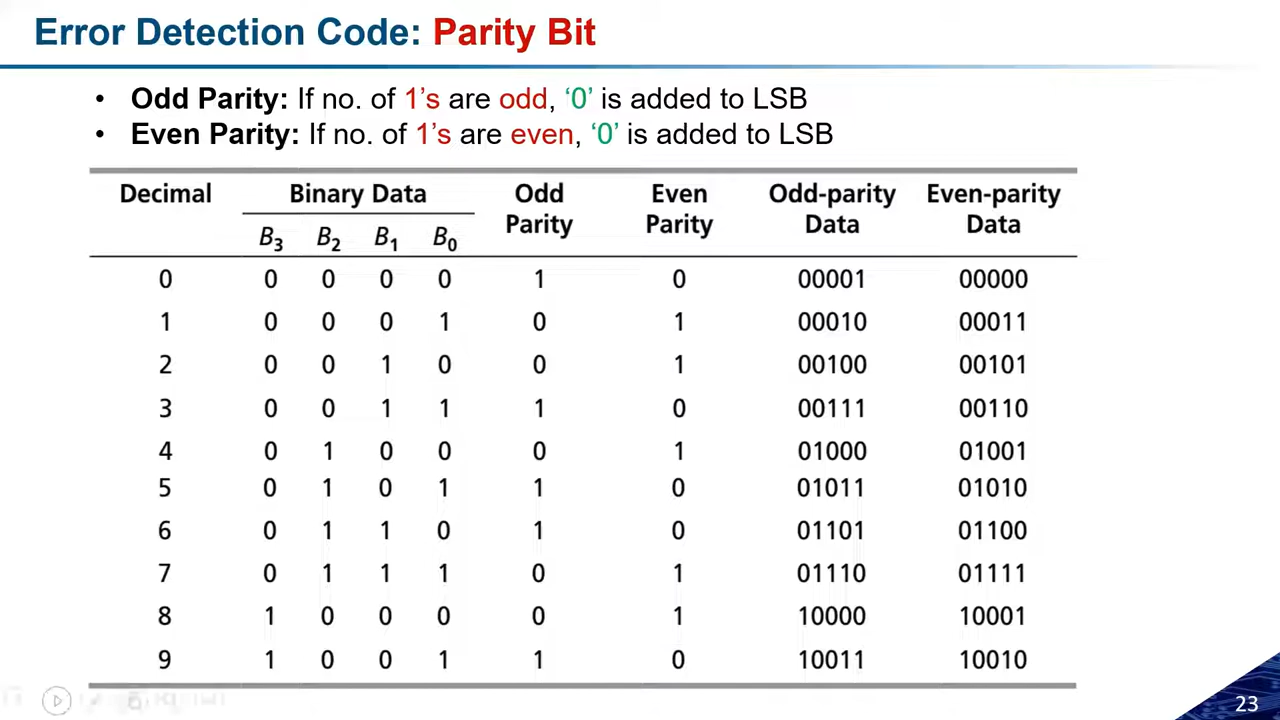 Error Detection Code: Parity Bit
• Odd Parity: If no. of 1’s are odd, ‘0’ is added to LSB
• Even Parity: If no. of 1’s are even, ‘0’ is added to LSB
Decimal Binary Data Odd Parity Even Parity Odd-parity Data Even-parity Data
B3 B2 B1 B0
0 0 0 0 0 1 0 00001 00000
1 0 0 0 1 0 1 00010 00011
2 0 0 1 0 0 1 00100 00101
3 0 0 1 1 1 0 00111 00110
4 0 1 0 0 0 1 01000 01001
5 0 1 0 1 1 0 01011 01010
6 0 1 1 0 1 0 01101 01100
7 0 1 1 1 0 1 01110 01111
8 1 0 0 0 0 1 10000 10001
9 1 0 0 1 1 0 10011 10010
23